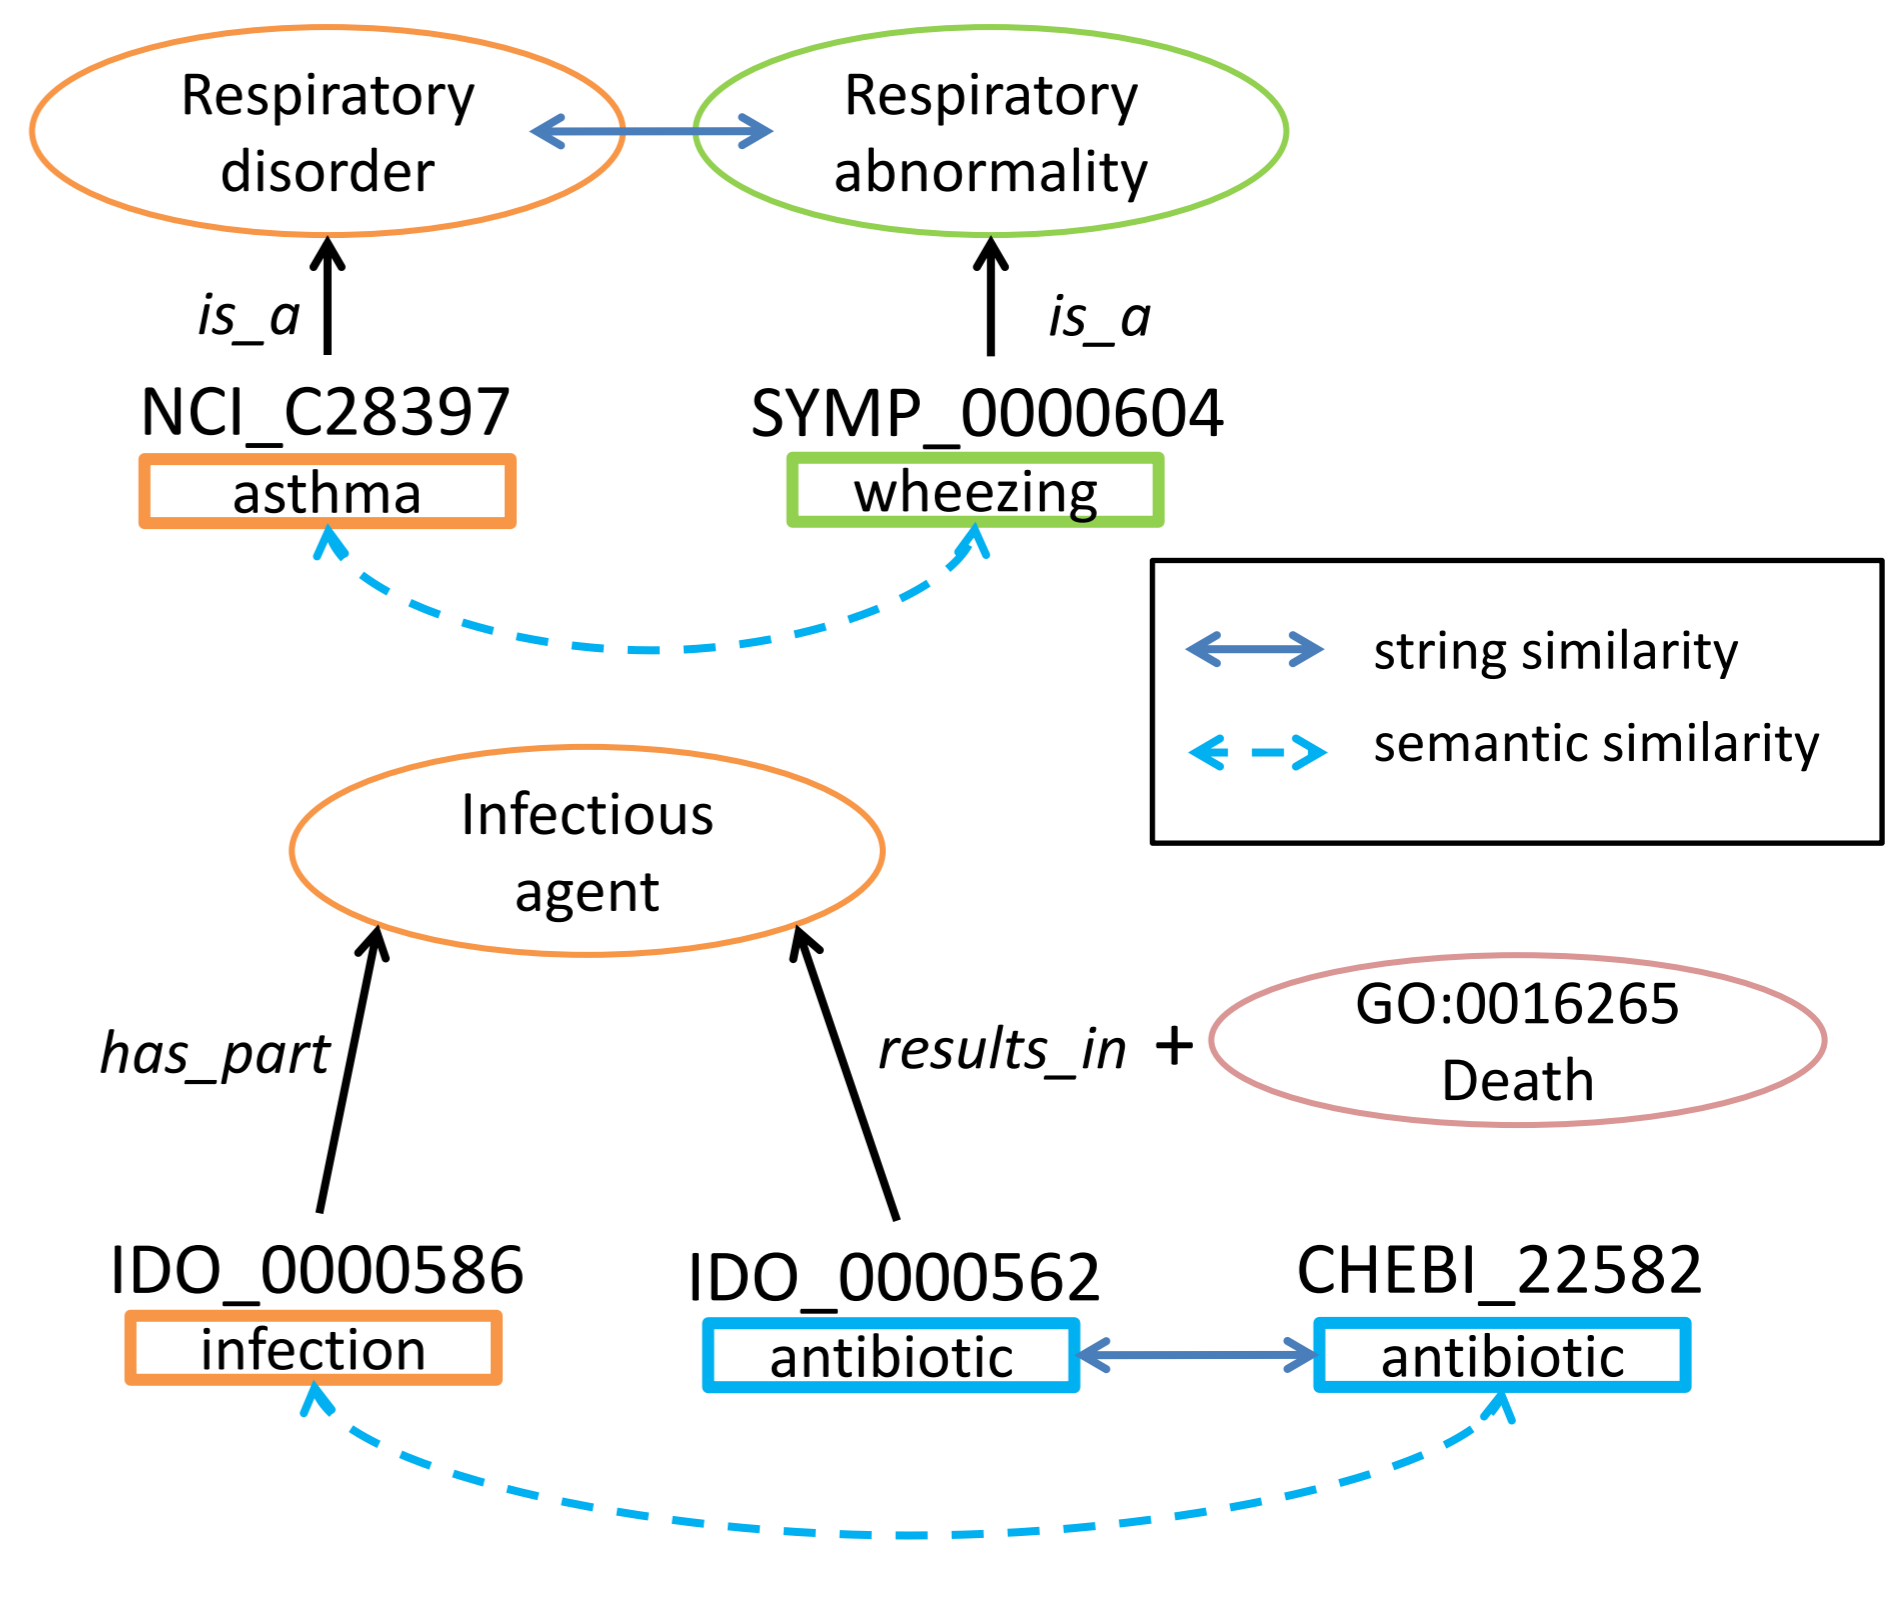 Respiratory
disorder
Respiratory
abnormality
is_a
is_a
NCI_C28397
SYMP_0000604
asthma
wheezing
string similarity
semantic similarity
Infectious
agent
GO:0016265
Death
has_part
results_in +
IDO_0000586
IDO_0000562
CHEBI_22582
infection
antibiotic
antibiotic